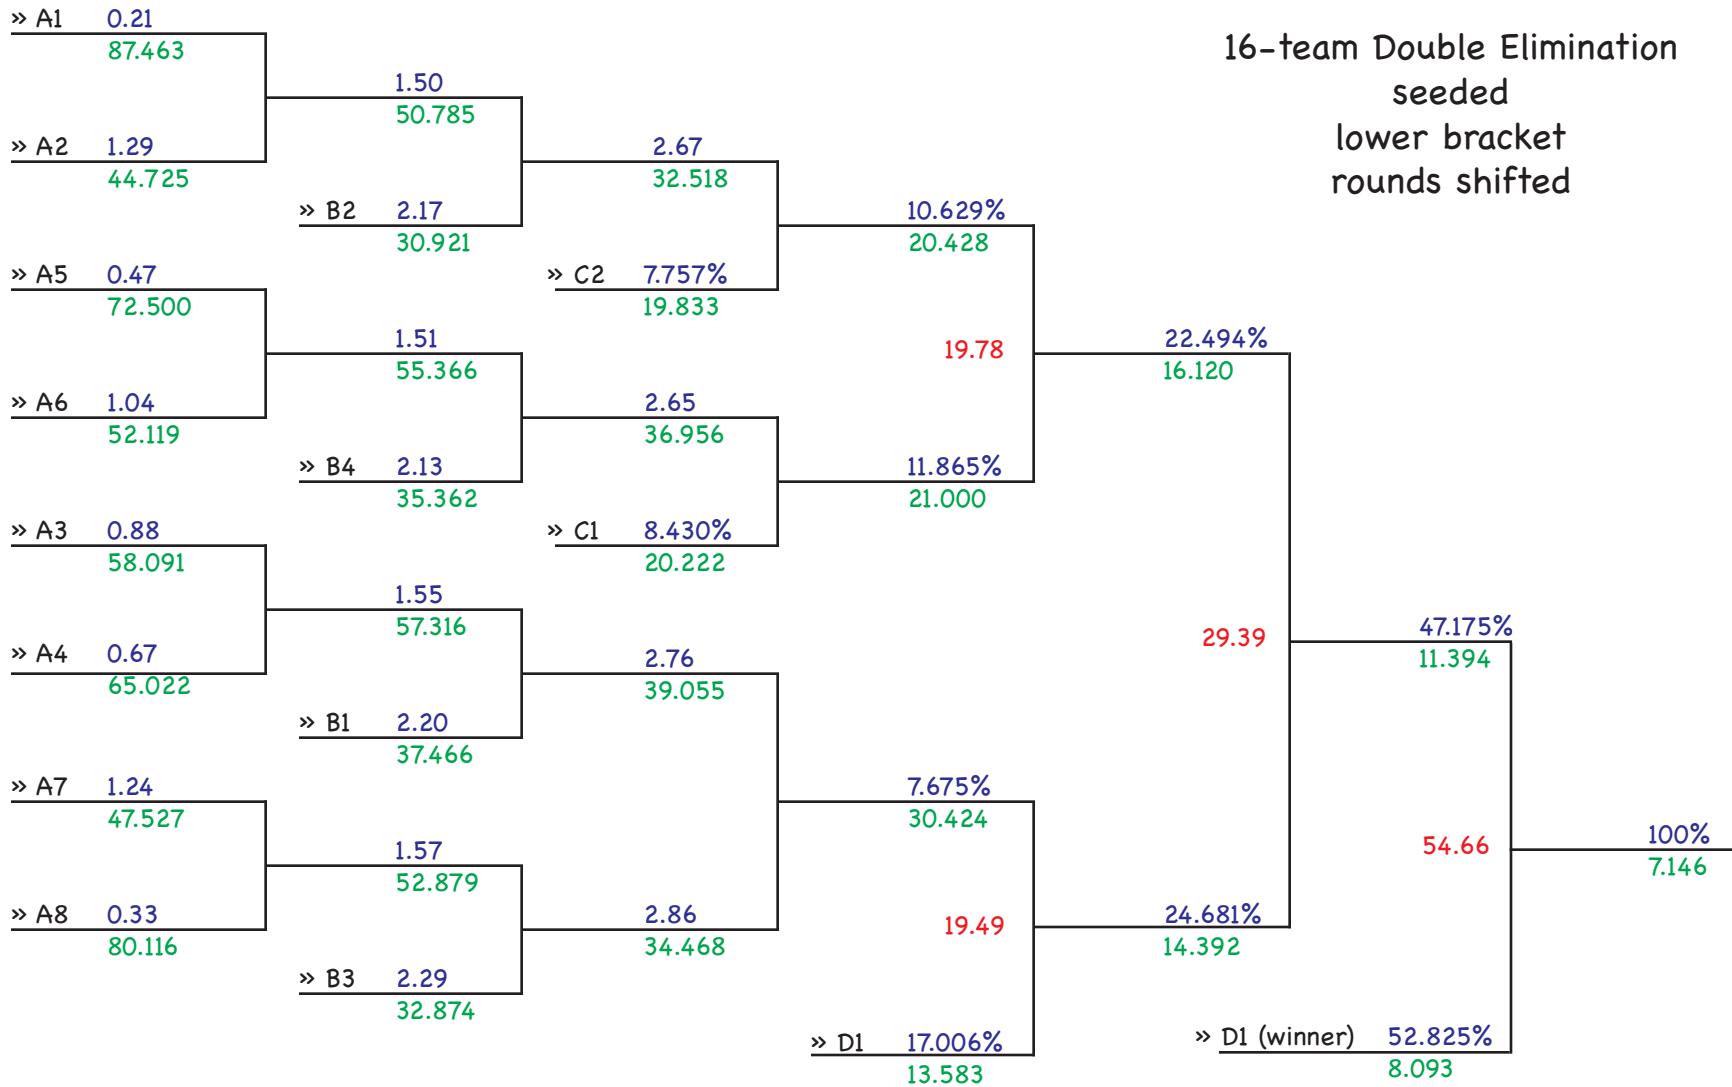 16-team Double Elimination
seeded
lower bracket
rounds shifted
» A1 0.21
87.463
1.50
50.785
» A2 1.29
44.725
2.67
32.518
» B2 2.17
30.921
10.629%
20.428
» A5 0.47
72.500
» C2 7.757%
19.833
1.51
55.366
19.78
22.494%
16.120
» A6 1.04
52.119
2.65
36.956
» B4 2.13
35.362
11.865%
21.000
» A3 0.88
58.091
» C1 8.430%
20.222
1.55
57.316
29.39
47.175%
11.394
» A4 0.67
65.022
2.76
39.055
» B1 2.20
37.466
» A7 1.24
47.527
7.675%
30.424
1.57
52.879
54.66
100%
7.146
» A8 0.33
80.116
2.86
34.468
19.49
24.681%
14.392
» B3 2.29
32.874
» D1 17.006%
13.583
» D1 (winner) 52.825%
8.093